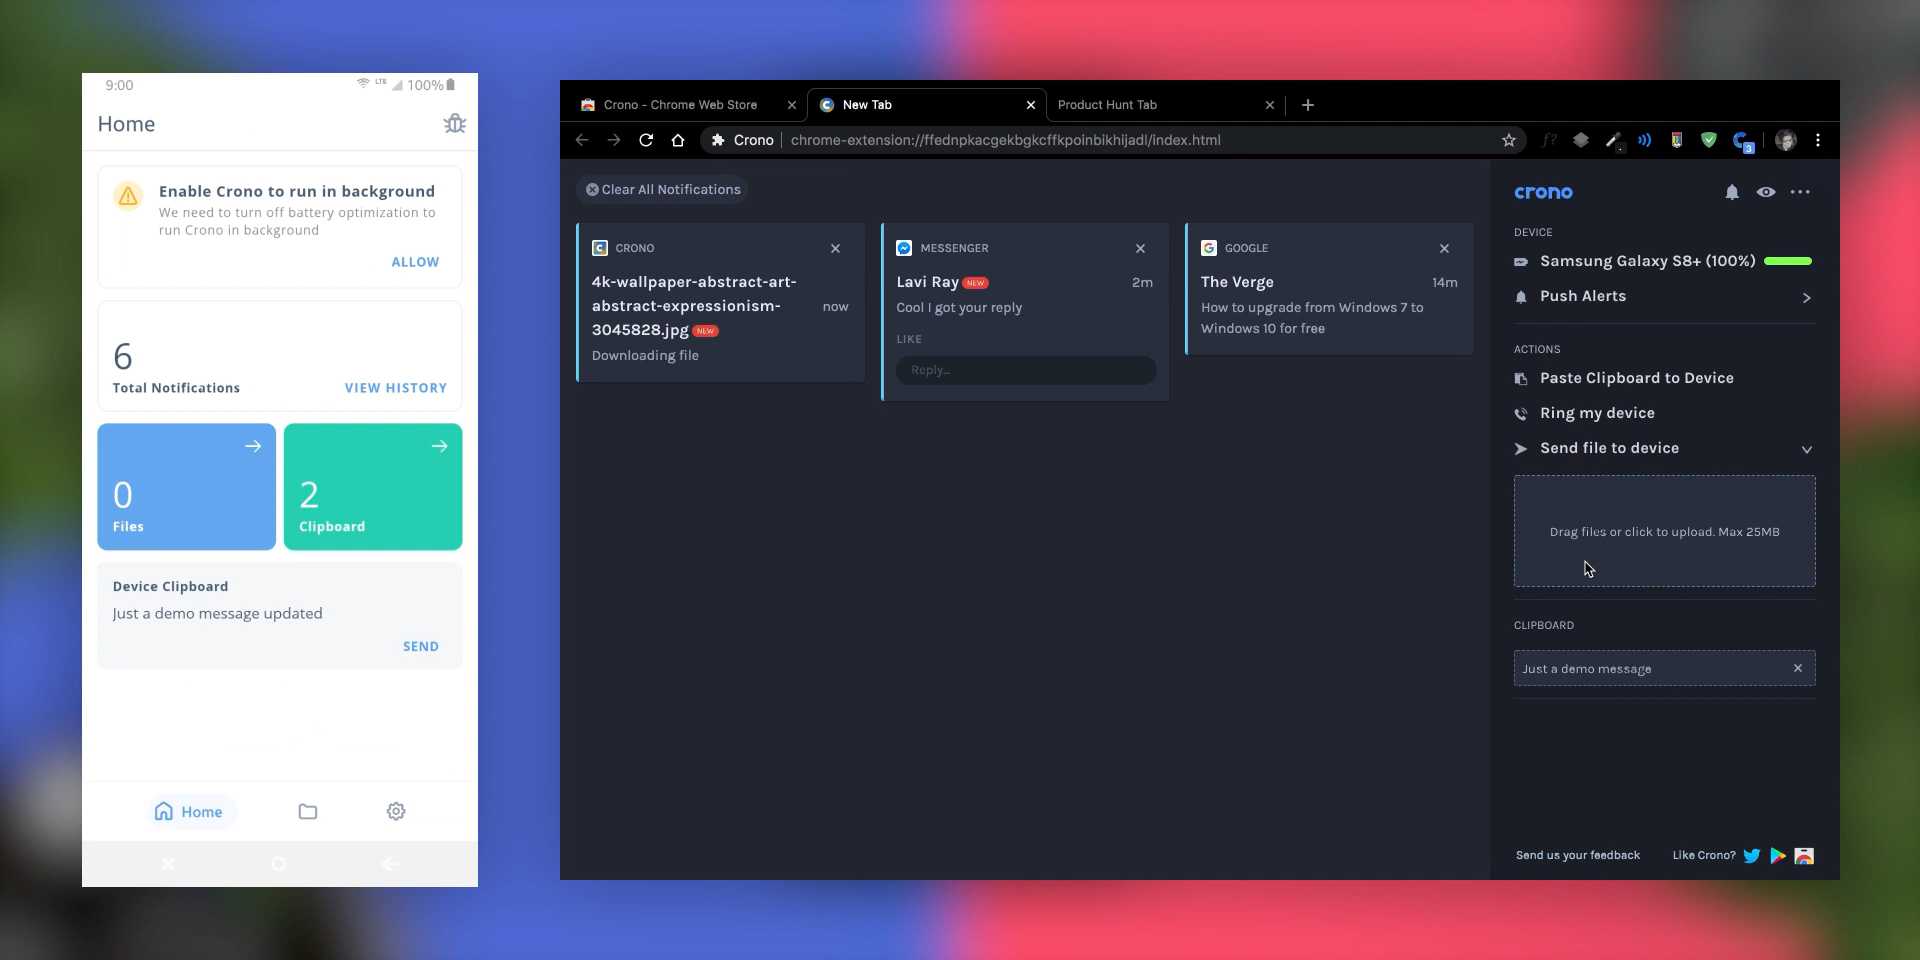 9:00
LTE
100%
Home
Enable Crono to run in background
We need to turn off battery optimization to
run Crono in background
ALLOW
6
Total Notifications
VIEW HISTORY
0
Files
2
Clipboard
Device Clipboard
Just a demo message updated
SEND
Home
Crono - Chrome Web Store
New Tab
Product Hunt Tab
Crono
chrome-extension://ffednpkacgekbgkcffkpoinbikhijadl/index.html
f?
3
Clear All Notifications
CRONO
4k-wallpaper-abstract-art-
abstract-expressionism-
3045828.jpg NEW
now
Downloading file
MESSENGER
Lavi Ray NEW
2m
Cool I got your reply
LIKE
Reply...
GOOGLE
The Verge
14m
How to upgrade from Windows 7 to
Windows 10 for free
crono
DEVICE
Samsung Galaxy S8+ (100%)
Push Alerts
ACTIONS
Paste Clipboard to Device
Ring my device
Send file to device
Drag files or click to upload. Max 25MB
CLIPBOARD
Just a demo message
Send us your feedback
Like Crono?